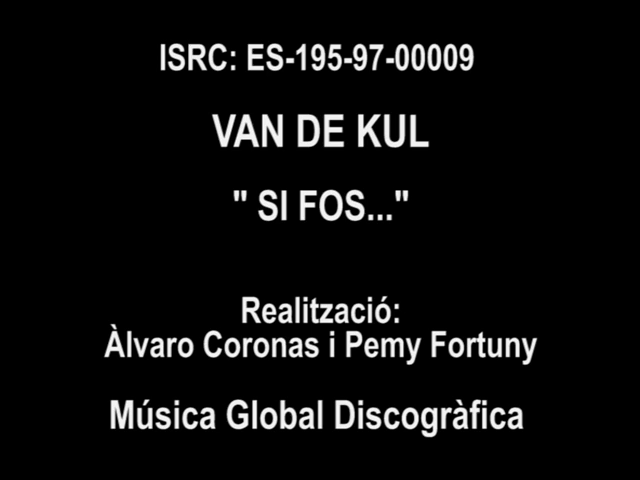 ISRC: ES-195-97-00009
VAN DE KUL
" SI FOS..."
Realització:
Àlvaro Coronas i Pemy Fortuny
Música Global Discogràfica